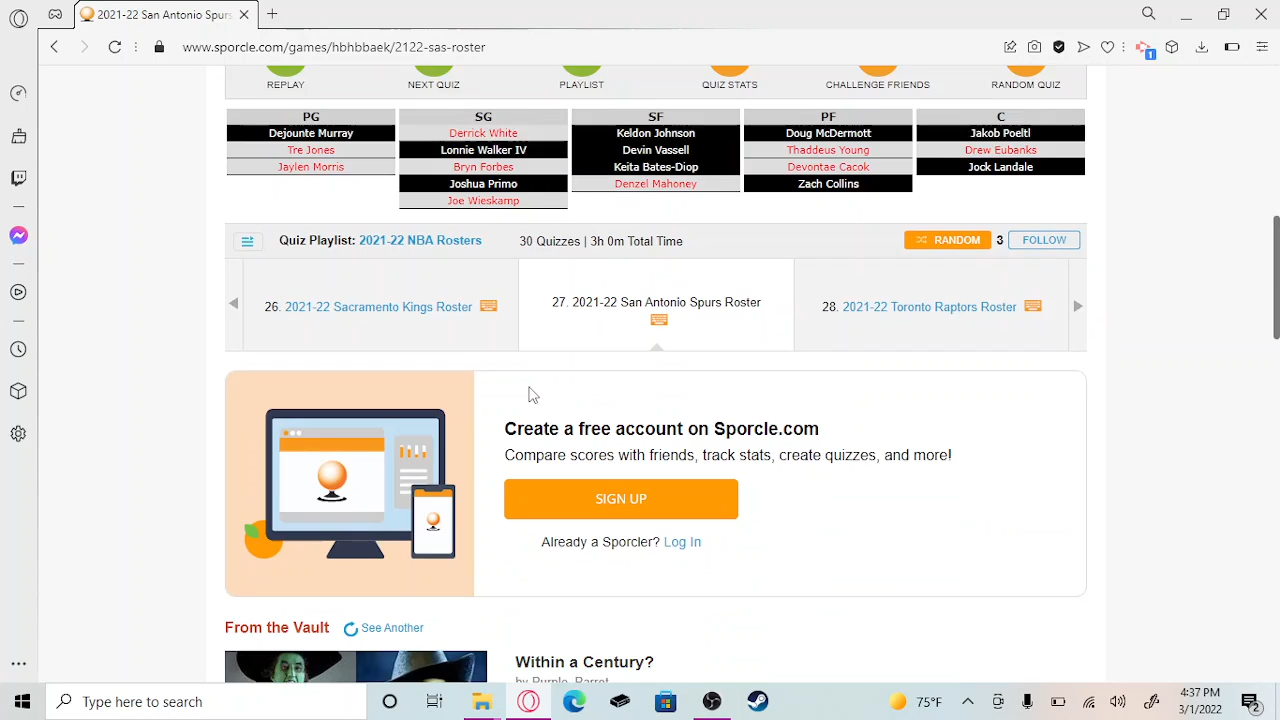 2021-22 San Antonio Spurs
www.sporcle.com/games/hbhbbaek/2122-sas-roster
1
REPLAY NEXT QUIZ PLAYLIST QUIZ STATS CHALLENGE FRIENDS RANDOM QUIZ
PG SG SF PF C
Dejounte Murray Derrick White Keldon Johnson Doug McDermott Jakob Poeltl
Tre Jones Lonnie Walker IV Devin Vassell Thaddeus Young Drew Eubanks
Jaylen Morris Bryn Forbes Keita Bates-Diop Devontae Cacok Jock Landale
Joshua Primo Denzel Mahoney Zach Collins
Joe Wieskamp
Quiz Playlist: 2021-22 NBA Rosters 30 Quizzes | 3h 0m Total Time RANDOM 3 FOLLOW
26. 2021-22 Sacramento Kings Roster 27. 2021-22 San Antonio Spurs Roster 28. 2021-22 Toronto Raptors Roster
Create a free account on Sporcle.com
Compare scores with friends, track stats, create quizzes, and more!
SIGN UP
Already a Sporcler? Log In
From the Vault See Another
Within a Century?
by Purple_Parrot
Type here to search 75°F 4:37 PM
3/1/2022 2